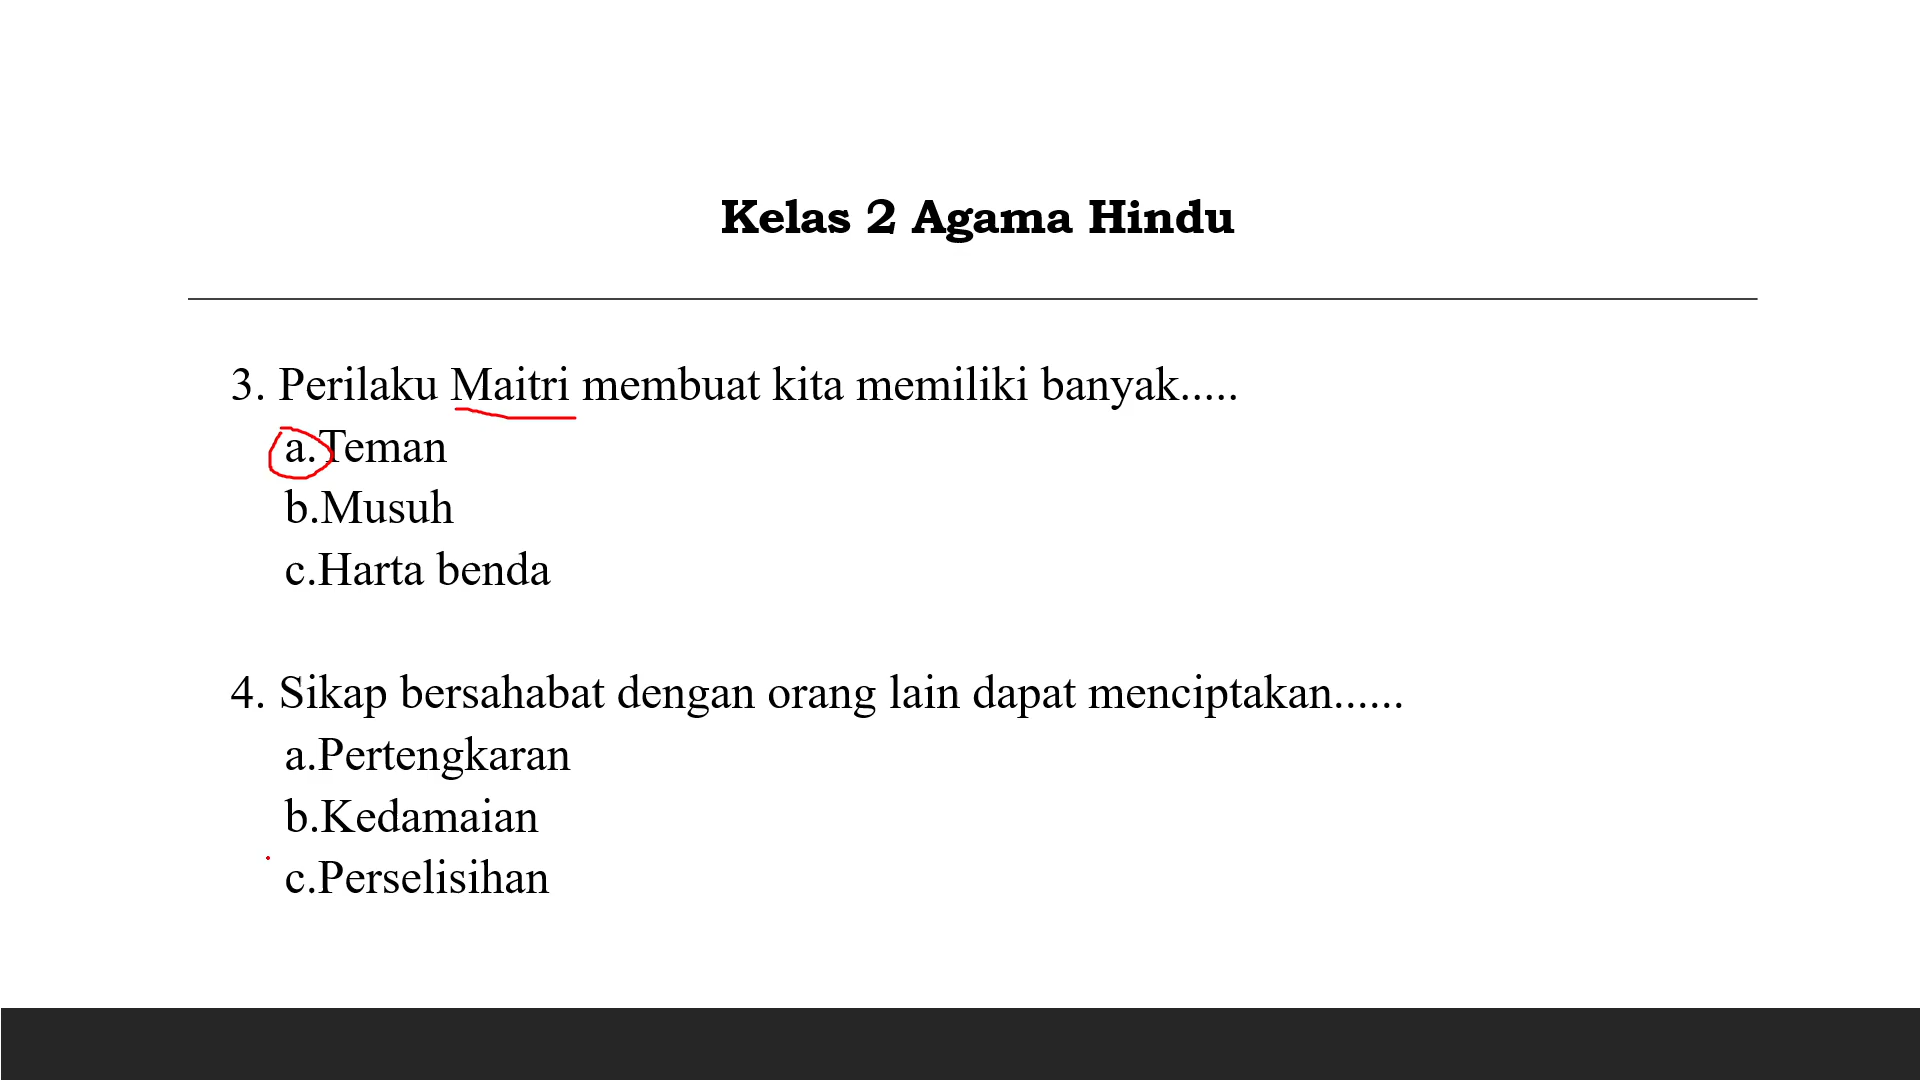 Kelas 2 Agama Hindu
3. Perilaku Maitri membuat kita memiliki banyak.....
a.Teman
b.Musuh
c.Harta benda
4. Sikap bersahabat dengan orang lain dapat menciptakan......
a.Pertengkaran
b.Kedamaian
c.Perselisihan